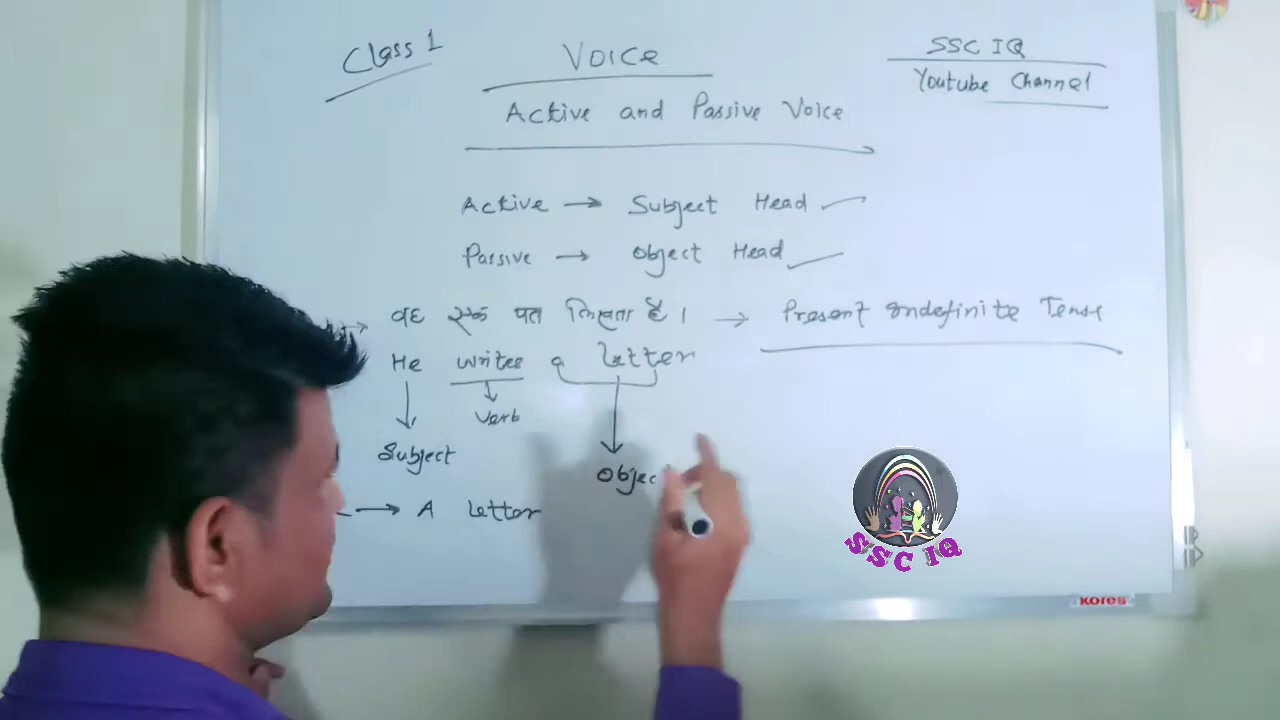 Class 1
VOICE
SSC IQ
Youtube Channel
Active and Passive Voice
Active → Subject Head ✓
Passive → Object Head ✓
→ वह एक पत्र लिखता है। → Present Indefinite Tense
He writes a letter
Verb
Subject
Objec
→ A letter
SSC IQ
kores